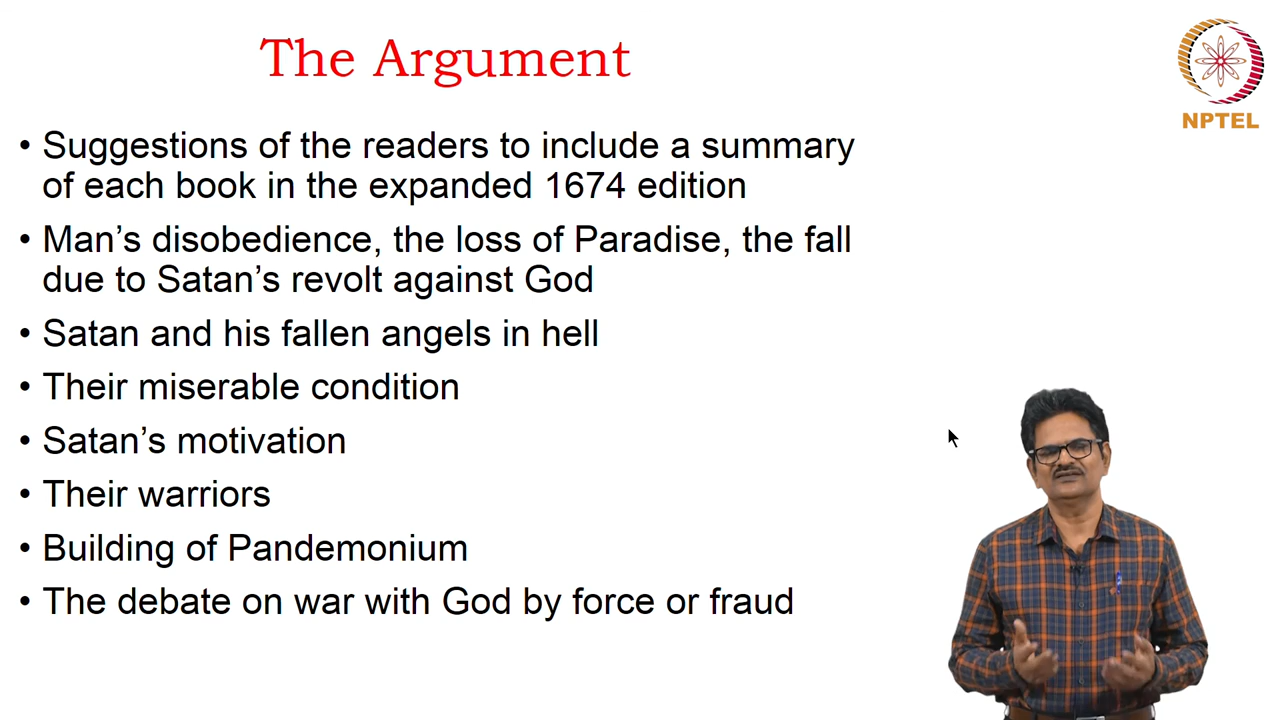 The Argument
NPTEL
• Suggestions of the readers to include a summary
of each book in the expanded 1674 edition
• Man’s disobedience, the loss of Paradise, the fall
due to Satan’s revolt against God
• Satan and his fallen angels in hell
• Their miserable condition
• Satan’s motivation
• Their warriors
• Building of Pandemonium
• The debate on war with God by force or fraud